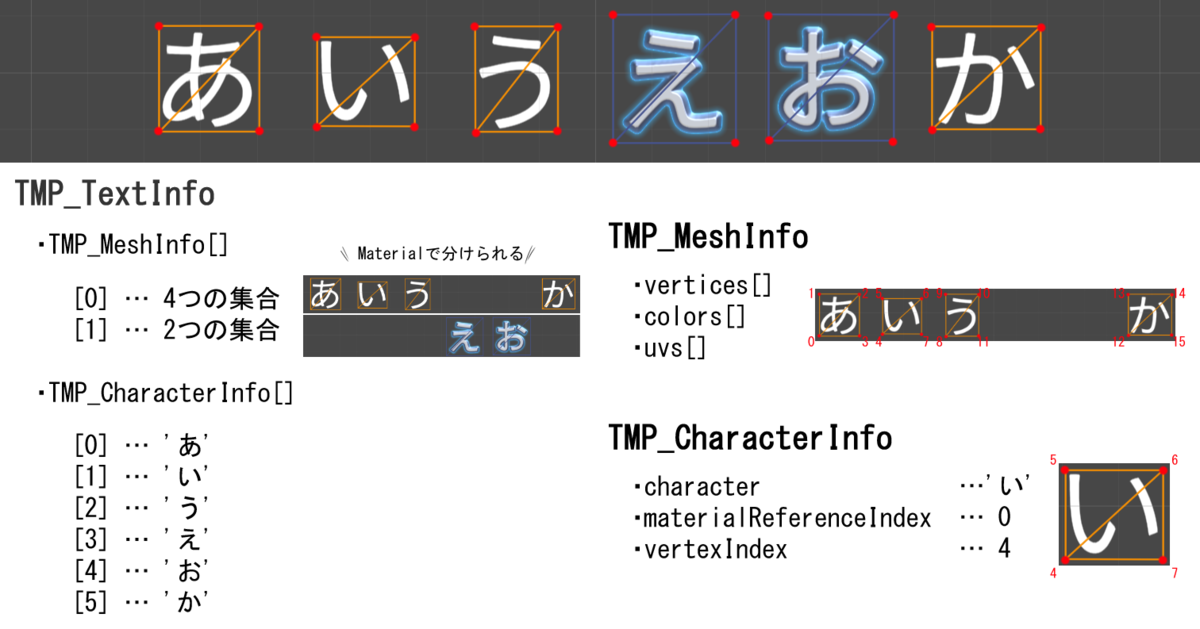 あ い う え お か
TMP_TextInfo
・TMP_MeshInfo[]
[0] … 4つの集合
[1] … 2つの集合
\\ Materialで分けられる //
あ い う か
え お
・TMP_CharacterInfo[]
[0] … 'あ'
[1] … 'い'
[2] … 'う'
[3] … 'え'
[4] … 'お'
[5] … 'か'
TMP_MeshInfo
・vertices[]
・colors[]
・uvs[]
1 2 5 6 9 10 13 14
あ い う か
0 3 4 7 8 11 12 15
TMP_CharacterInfo
・character …'い'
・materialReferenceIndex … 0
・vertexIndex … 4
5 6
い
4 7